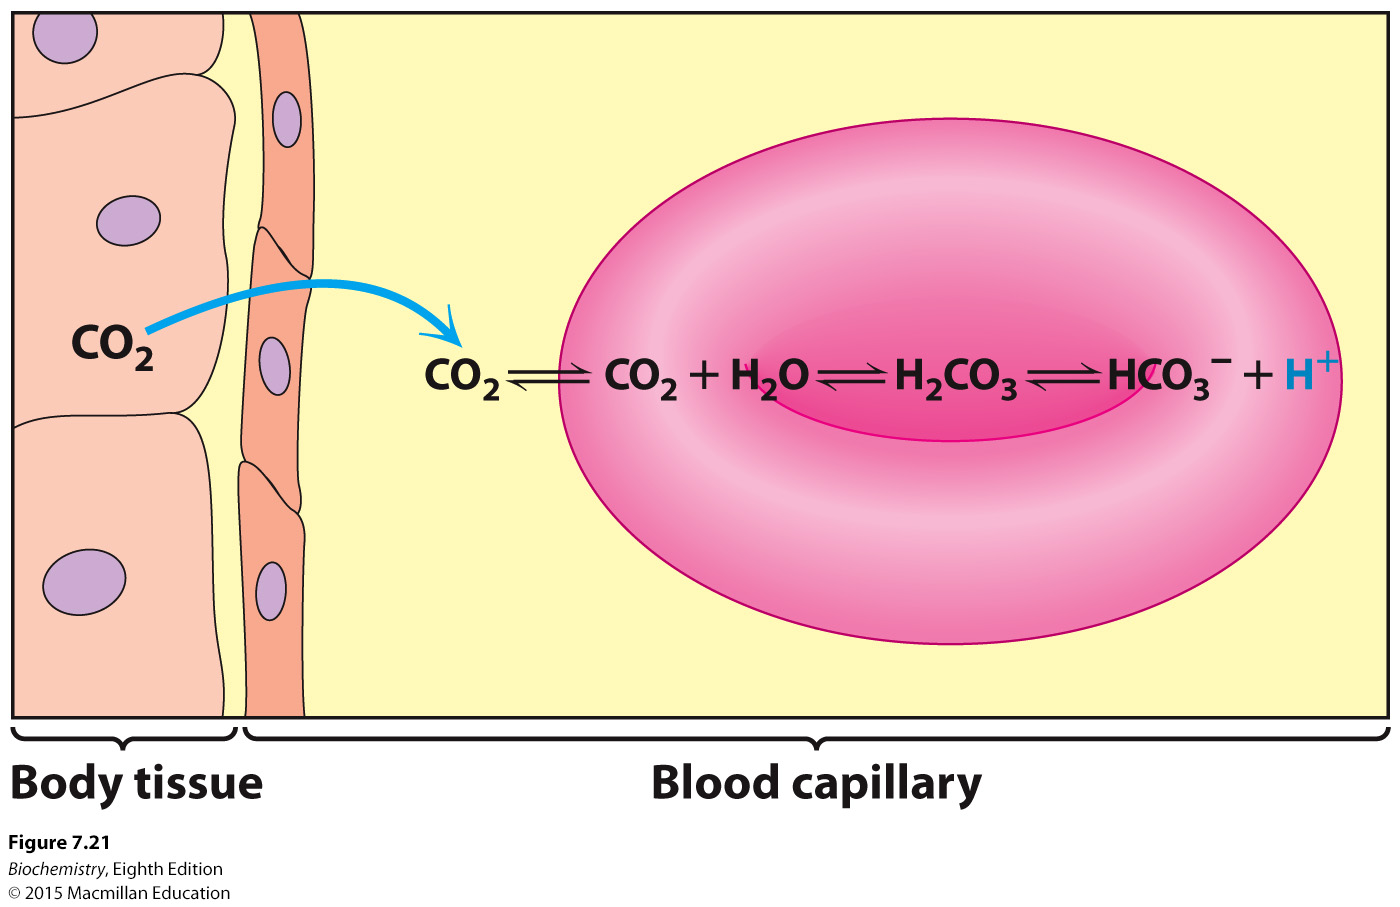 CO₂
CO₂ ⇌ CO₂ + H₂O ⇌ H₂CO₃ ⇌ HCO₃⁻ + H⁺
Body tissue
Blood capillary
Figure 7.21
Biochemistry, Eighth Edition
© 2015 Macmillan Education